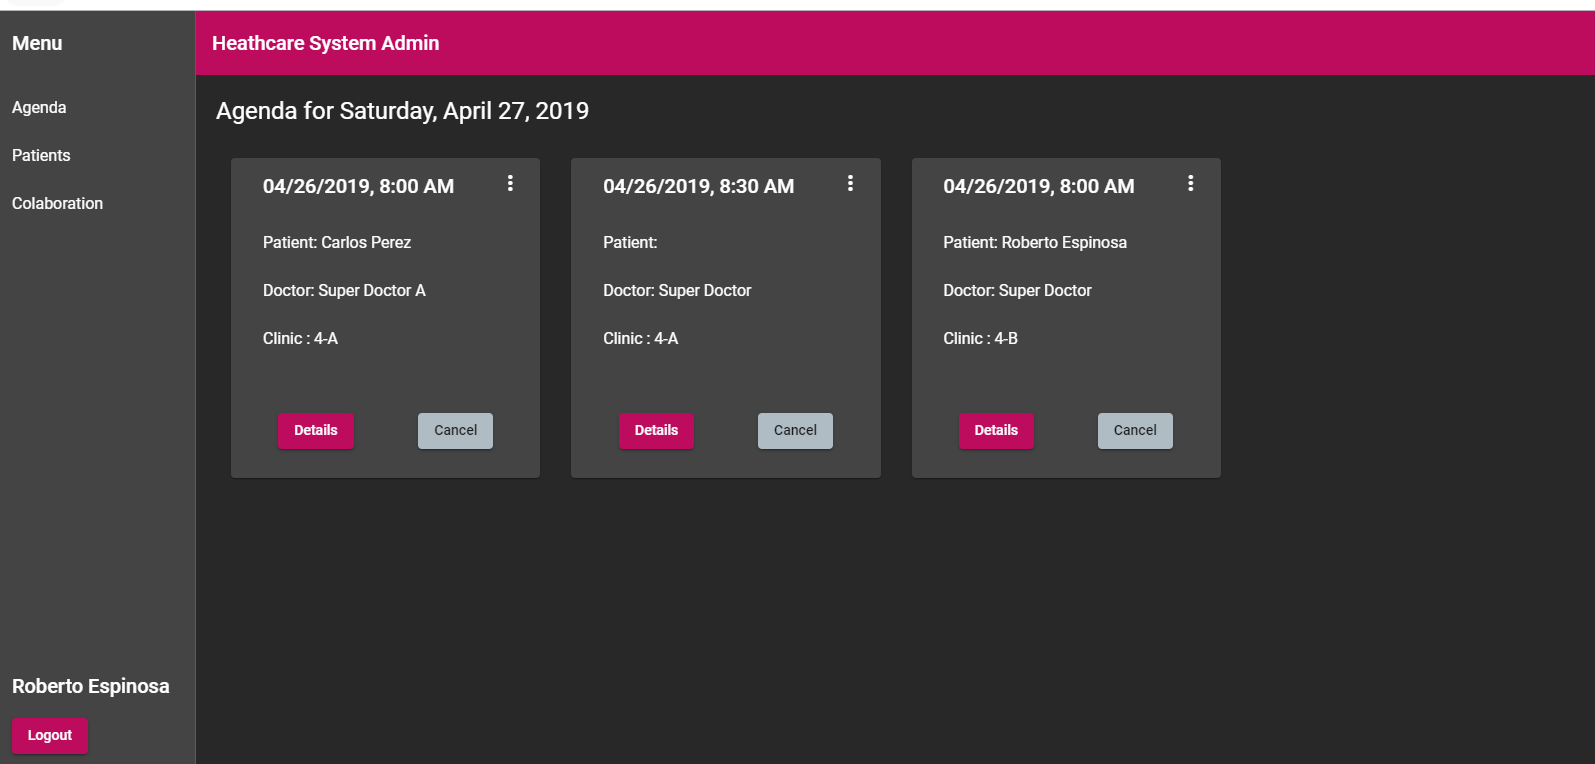 Menu
Heathcare System Admin
Agenda
Patients
Colaboration
Agenda for Saturday, April 27, 2019
04/26/2019, 8:00 AM
Patient: Carlos Perez
Doctor: Super Doctor A
Clinic : 4-A
Details
Cancel
04/26/2019, 8:30 AM
Patient:
Doctor: Super Doctor
Clinic : 4-A
Details
Cancel
04/26/2019, 8:00 AM
Patient: Roberto Espinosa
Doctor: Super Doctor
Clinic : 4-B
Details
Cancel
Roberto Espinosa
Logout